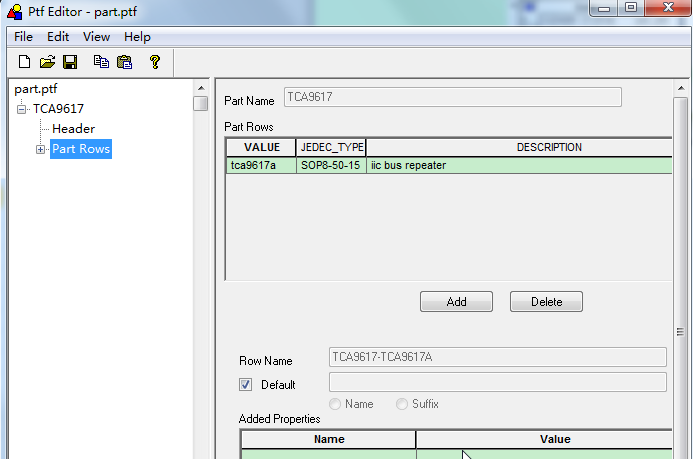 Ptf Editor - part.ptf
File Edit View Help
part.ptf
TCA9617
Header
Part Rows
Part Name TCA9617
Part Rows
VALUE JEDEC_TYPE DESCRIPTION
tca9617a SOP8-50-15 iic bus repeater
Add Delete
Row Name TCA9617-TCA9617A
Default
Name Suffix
Added Properties
Name Value